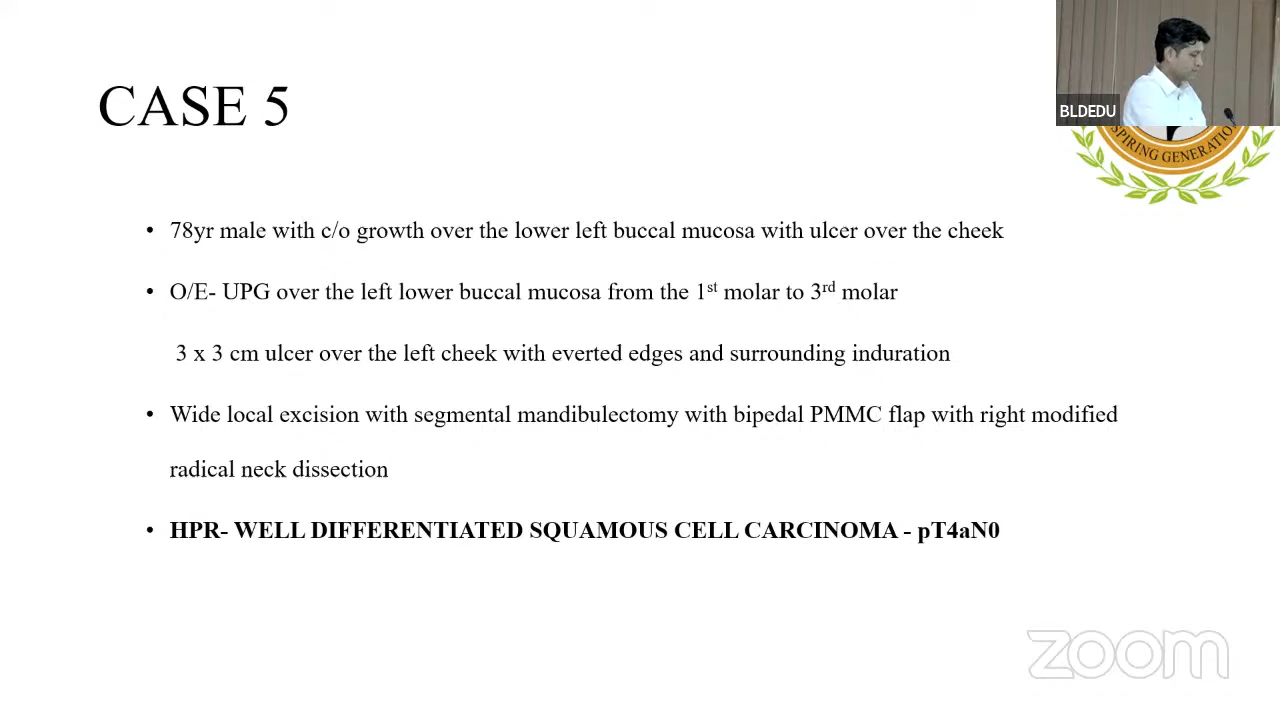 CASE 5
BLDEDU
SPIRING GENERATION
• 78yr male with c/o growth over the lower left buccal mucosa with ulcer over the cheek
• O/E- UPG over the left lower buccal mucosa from the 1st molar to 3rd molar
3 x 3 cm ulcer over the left cheek with everted edges and surrounding induration
• Wide local excision with segmental mandibulectomy with bipedal PMMC flap with right modified
radical neck dissection
• HPR- WELL DIFFERENTIATED SQUAMOUS CELL CARCINOMA - pT4aN0
zoom